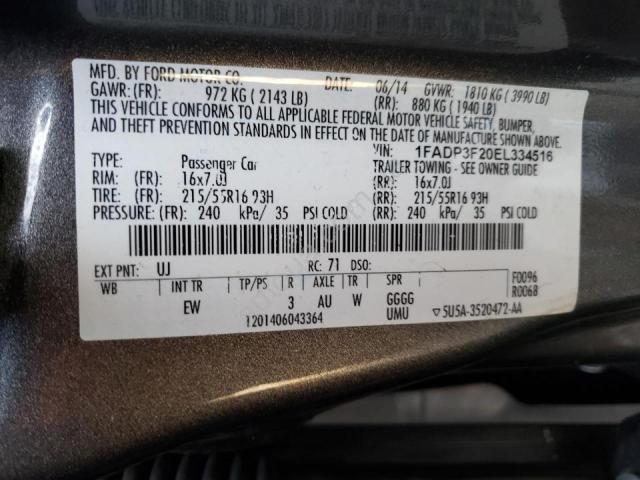 MFD. BY FORD MOTOR CO. DATE: 06/14 GVWR: 1810 KG ( 3990 LB)
GAWR: (FR): 972 KG ( 2143 LB) (RR): 880 KG ( 1940 LB)
THIS VEHICLE CONFORMS TO ALL APPLICABLE FEDERAL MOTOR VEHICLE SAFETY, BUMPER,
AND THEFT PREVENTION STANDARDS IN EFFECT ON THE DATE OF MANUFACTURE SHOWN ABOVE.
VIN: 1FADP3F20EL334516
TYPE: Passenger Car TRAILER TOWING - SEE OWNER GUIDE
RIM: (FR): 16x7.0J (RR): 16x7.0J
TIRE: (FR): 215/55R16 93H (RR): 215/55R16 93H
PRESSURE: (FR): 240 kPa/ 35 PSI COLD (RR): 240 kPa/ 35 PSI COLD
EXT PNT: UJ RC: 71 DSO: F0096
WB INT TR TP/PS R AXLE TR SPR R0068
EW 3 AU W GGGG
1201406043364 UMU ▽ 5U5A-3520472-AA